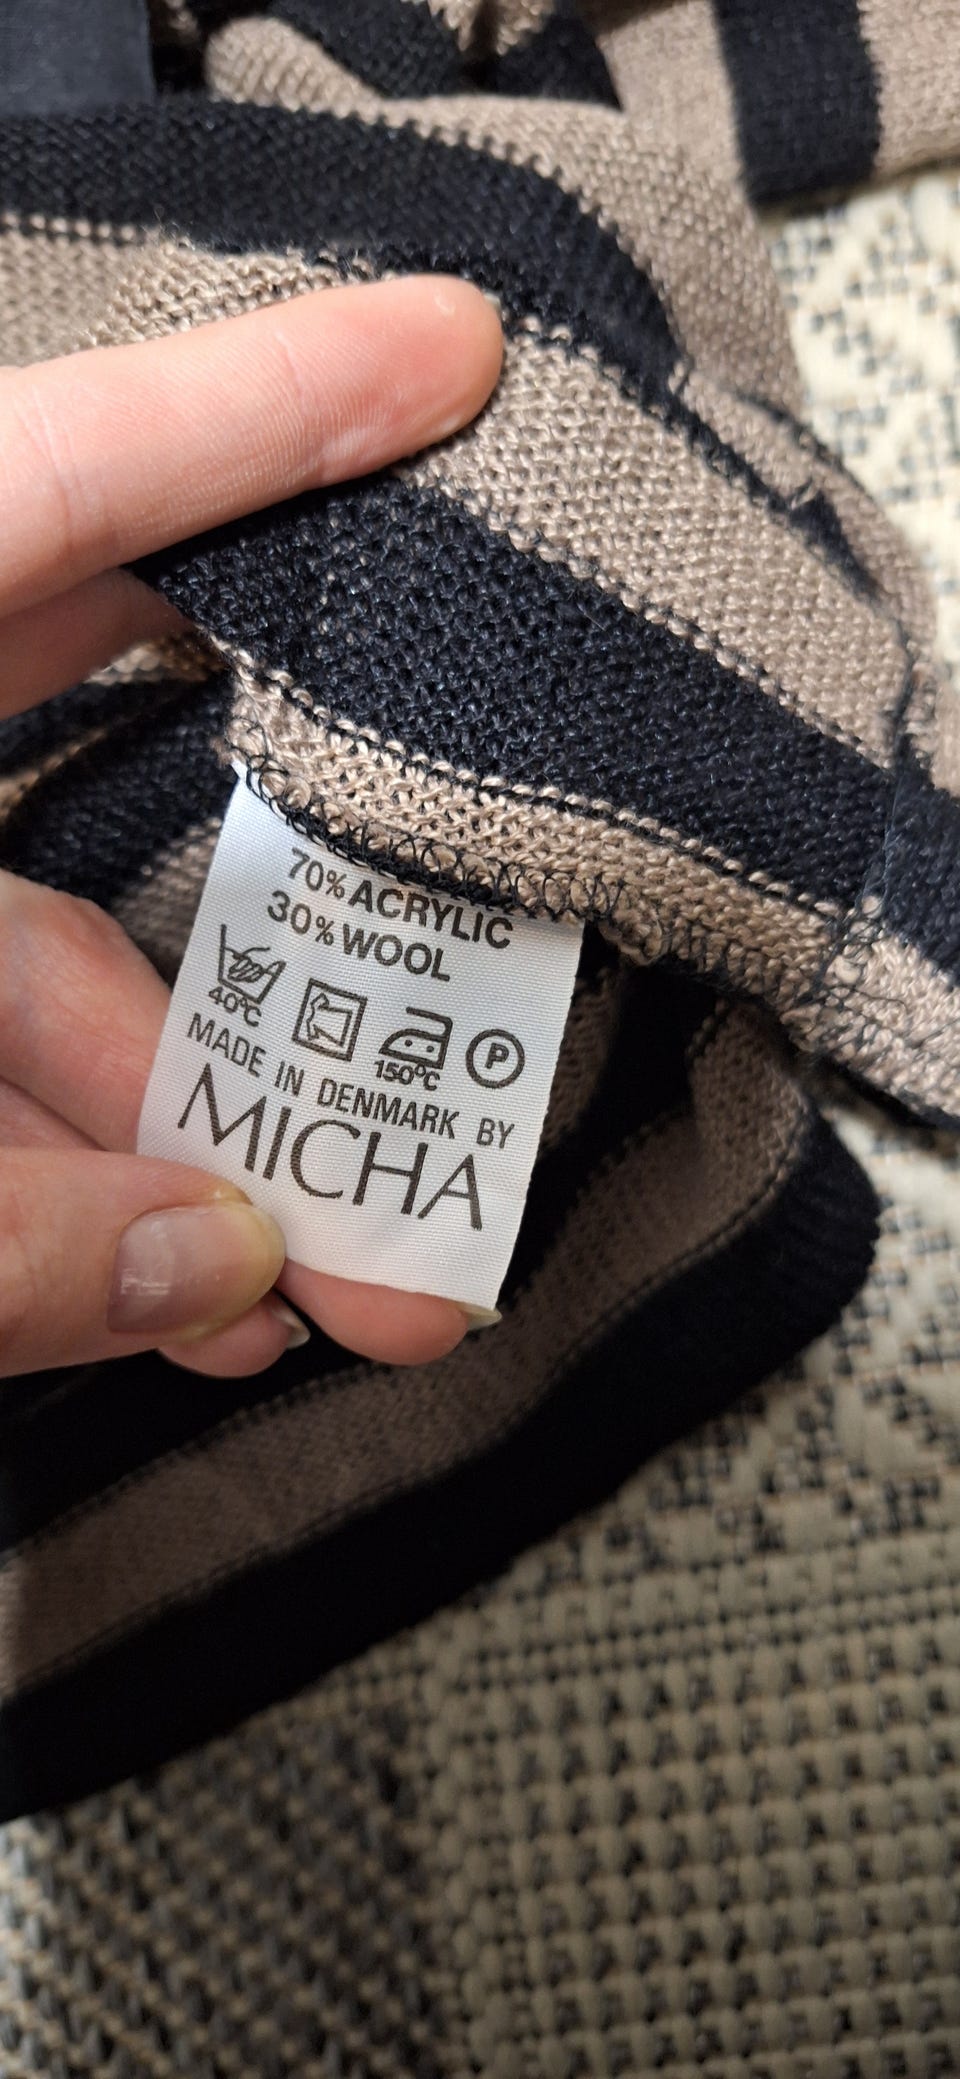 70% ACRYLIC
30% WOOL
40°C
150°C
P
MADE IN DENMARK BY
MICHA